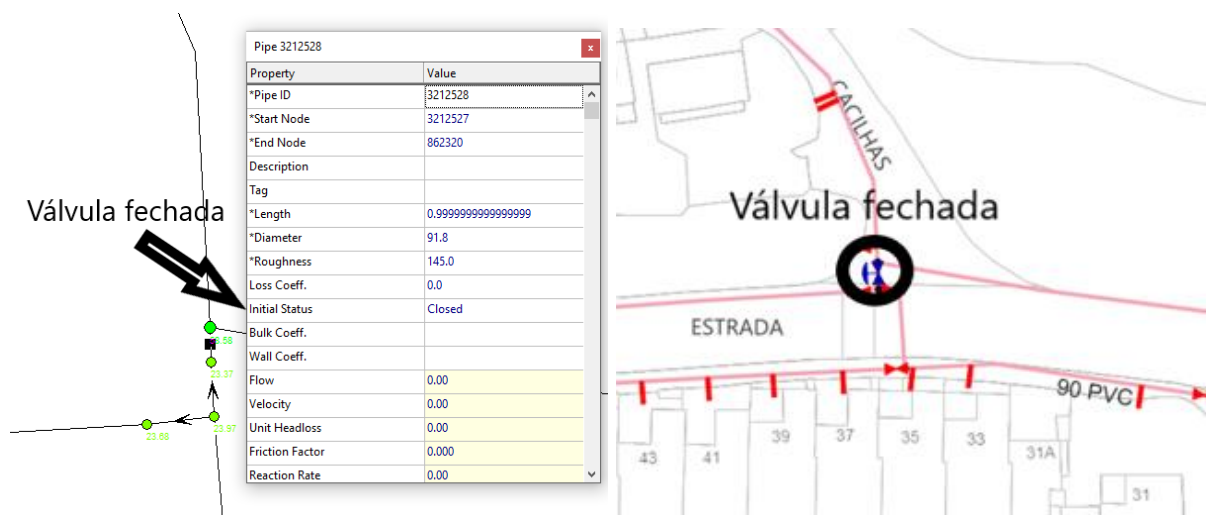 Pipe 3212528
x
Property Value
*Pipe ID 3212528
*Start Node 3212527
*End Node 862320
Description
Tag
*Length 0.9999999999999999
*Diameter 91.8
*Roughness 145.0
Loss Coeff. 0.0
Initial Status Closed
Bulk Coeff.
Wall Coeff.
Flow 0.00
Velocity 0.00
Unit Headloss 0.00
Friction Factor 0.000
Reaction Rate 0.00
Válvula fechada
23.37
23.97
23.68
CACILHAS
Válvula fechada
ESTRADA
90 PVC
43
41
39
37
35
33
31A
31